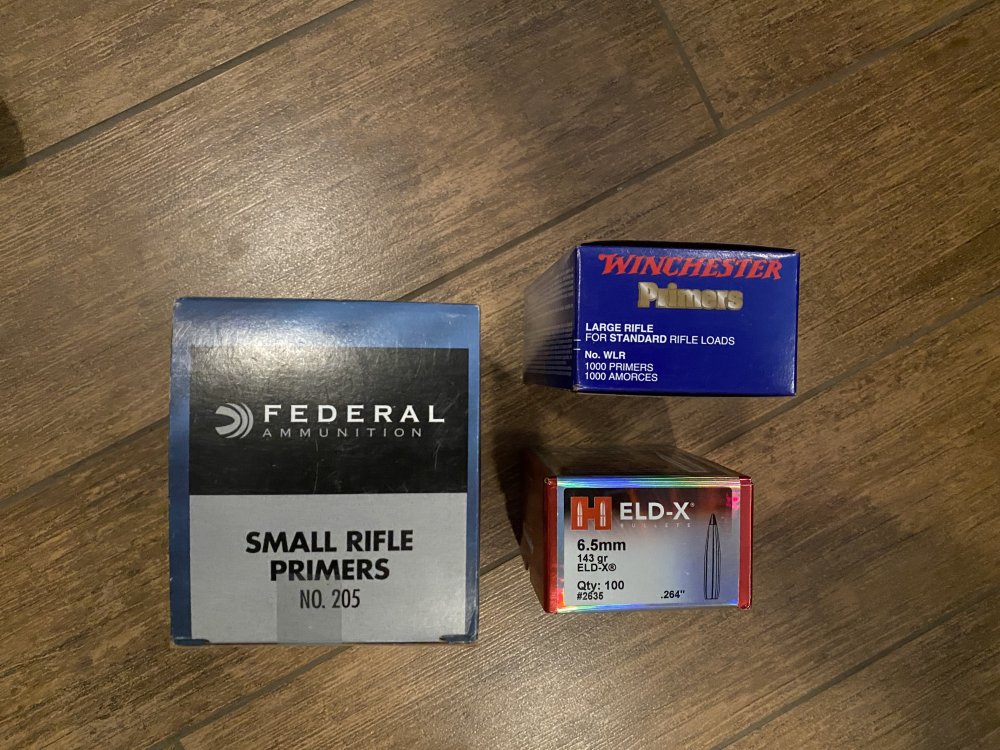 FEDERAL
AMMUNITION
SMALL RIFLE
PRIMERS
NO. 205
WINCHESTER
Primers
LARGE RIFLE
FOR STANDARD RIFLE LOADS
No. WLR
1000 PRIMERS
1000 AMORCES
H ELD-X®
BULLETS
6.5mm
143 gr
ELD-X®
Qty: 100
#2635
.264"